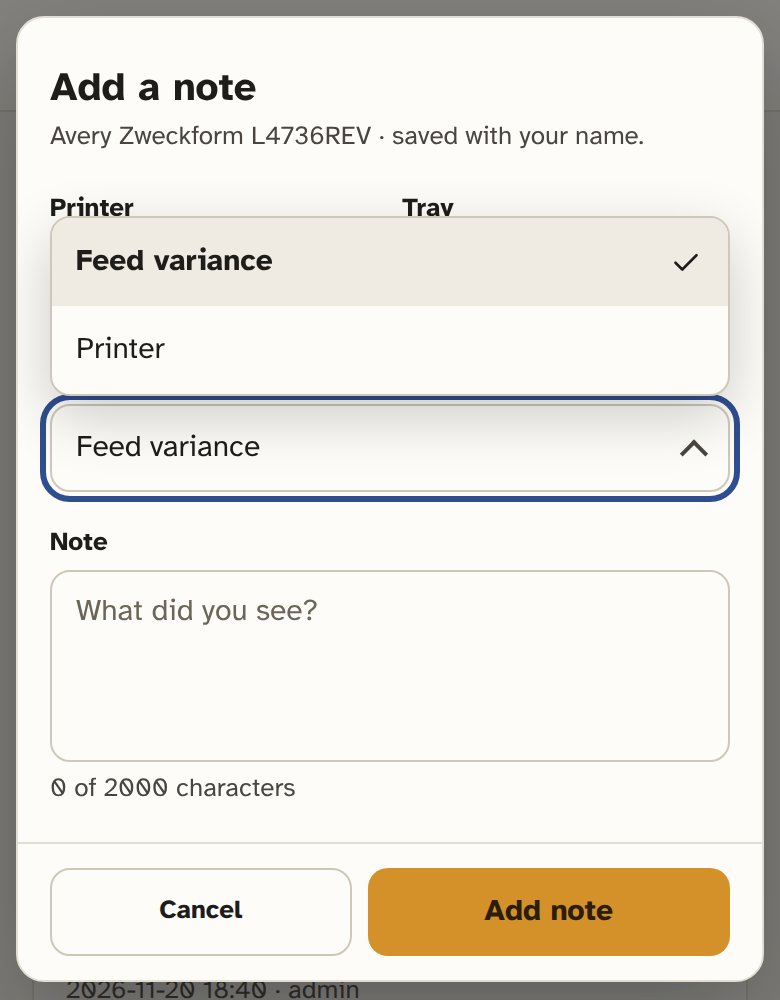 Add a note
Avery Zweckform L4736REV · saved with your name.
Printer Tray
Feed variance
Printer
Feed variance
Note
What did you see?
0 of 2000 characters
Cancel Add note
2026-11-20 18:40 · admin